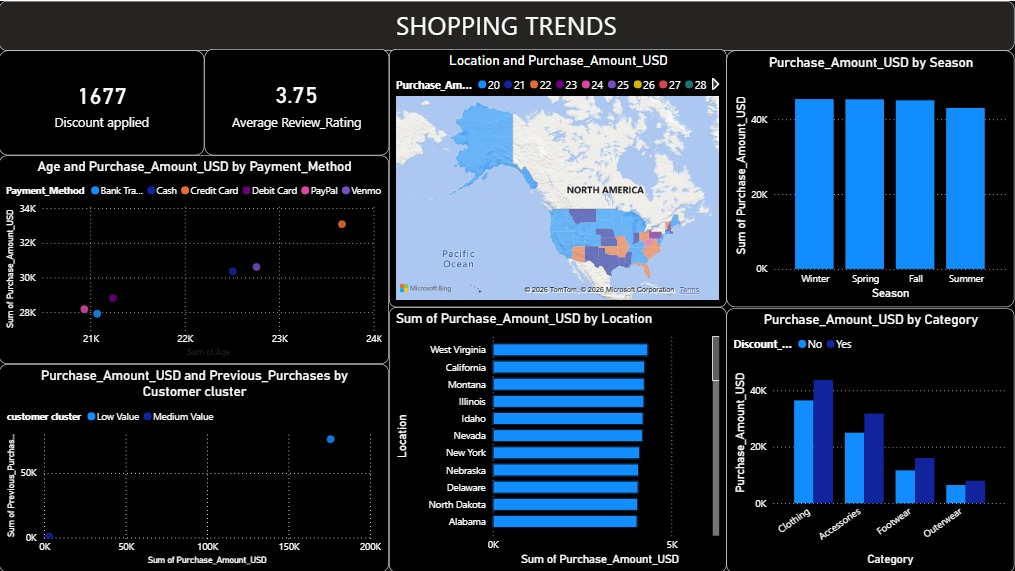 SHOPPING TRENDS
1677
Discount applied
3.75
Average Review_Rating
Age and Purchase_Amount_USD by Payment_Method
Payment_Method Bank Tra... Cash Credit Card Debit Card PayPal Venmo
Sum of Purchase_Amount_USD
34K
32K
30K
28K
21K 22K 23K 24K
Sum of Age
Purchase_Amount_USD and Previous_Purchases by
Customer cluster
customer cluster Low Value Medium Value
Sum of Previous_Purchas...
50K
0K
0K 50K 100K 150K 200K
Sum of Purchase_Amount_USD
Location and Purchase_Amount_USD
Purchase_Am... 20 21 22 23 24 25 26 27 28
NORTH AMERICA
Pacific
Ocean
Microsoft Bing
© 2026 TomTom, © 2026 Microsoft Corporation Terms
Sum of Purchase_Amount_USD by Location
Location
West Virginia
California
Montana
Illinois
Idaho
Nevada
New York
Nebraska
Delaware
North Dakota
Alabama
0K 5K
Sum of Purchase_Amount_USD
Purchase_Amount_USD by Season
Sum of Purchase_Amount_USD
40K
20K
0K
Winter Spring Fall Summer
Season
Purchase_Amount_USD by Category
Discount_... No Yes
Purchase_Amount_USD
40K
20K
0K
Clothing Accessories Footwear Outerwear
Category